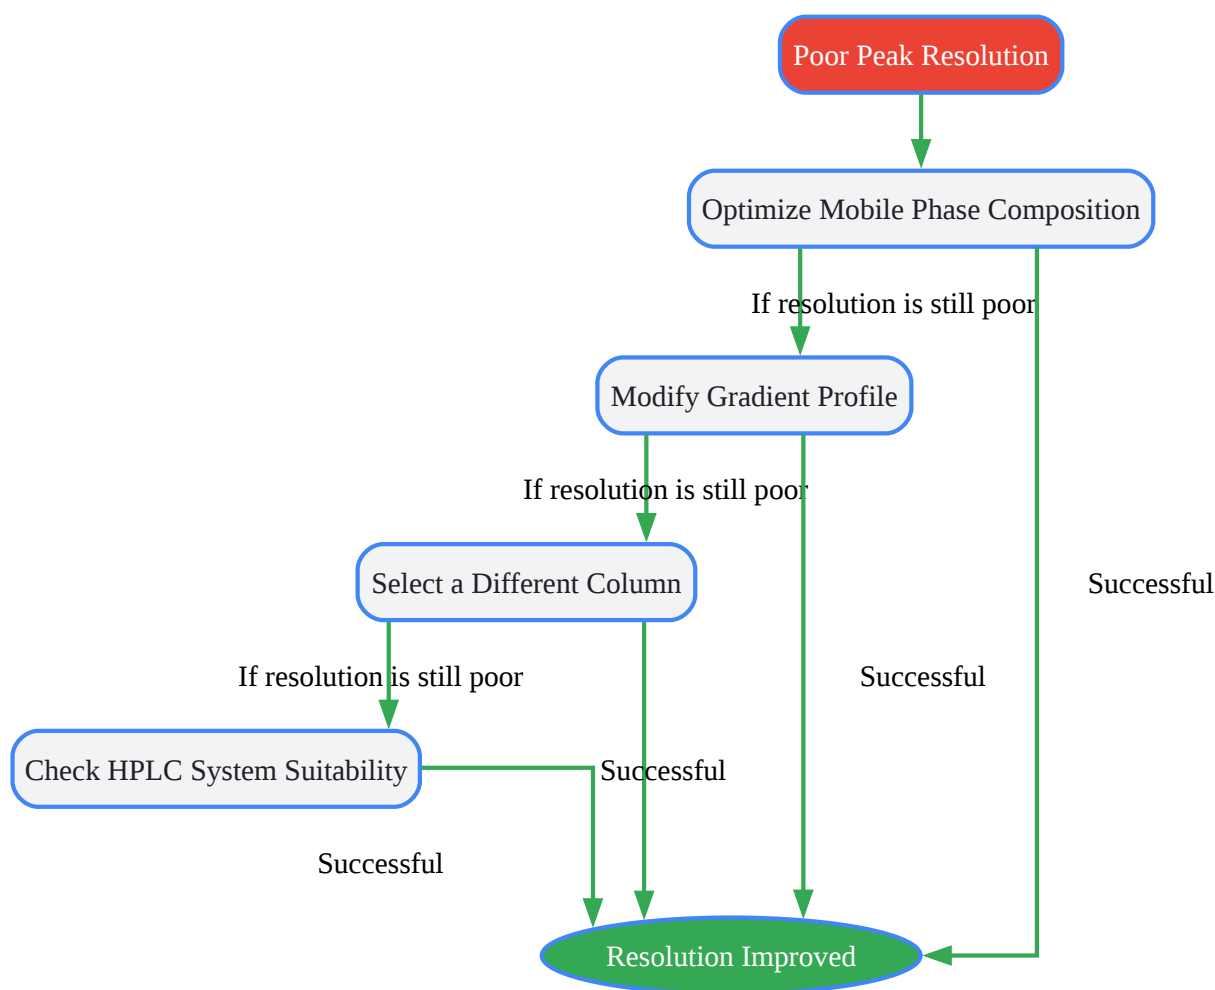 Poor Peak Resolution
Optimize Mobile Phase Composition
If resolution is still poor
Modify Gradient Profile
If resolution is still poor
Select a Different Column
Successful
If resolution is still poor
Successful
Check HPLC System Suitability
Successful
Successful
Resolution Improved